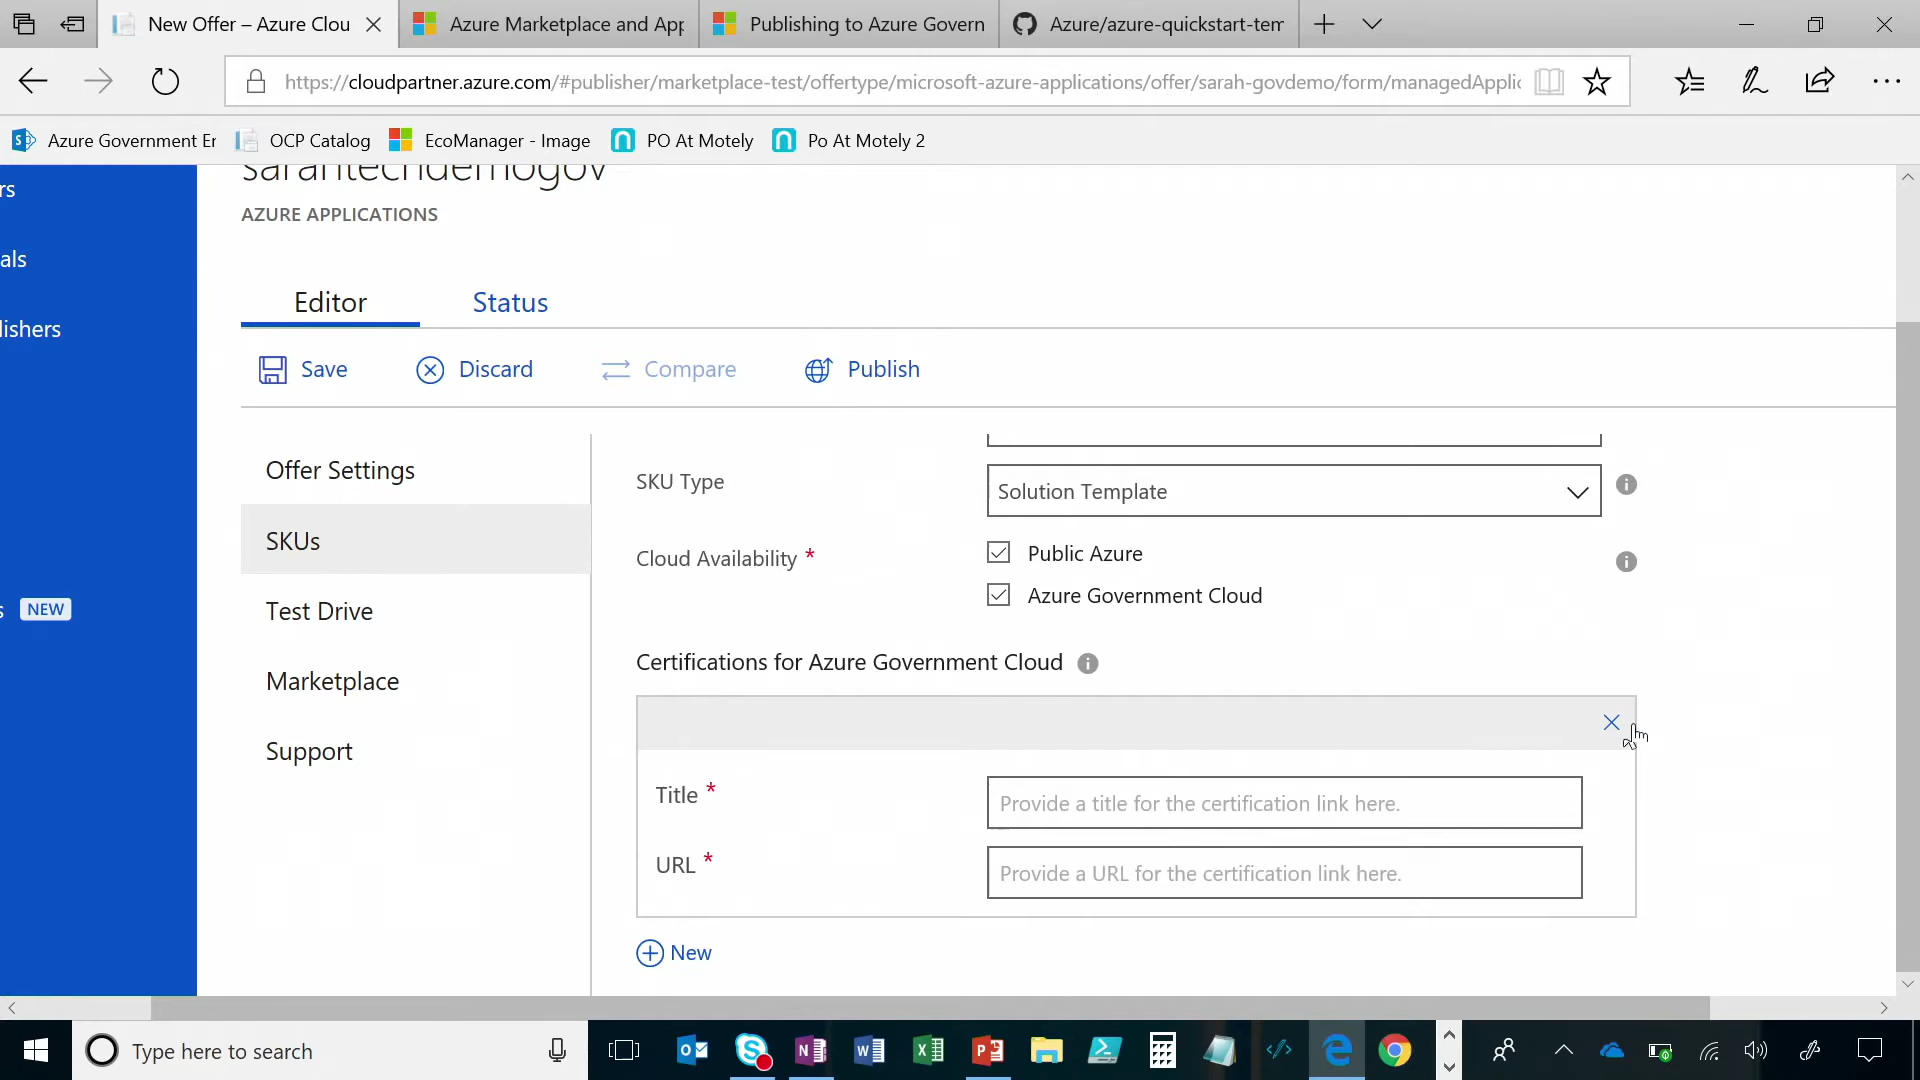 New Offer – Azure Clou
Azure Marketplace and App
Publishing to Azure Govern
Azure/azure-quickstart-tem
https://cloudpartner.azure.com/#publisher/marketplace-test/offertype/microsoft-azure-applications/offer/sarah-govdemo/form/managedApplic
Azure Government Er
OCP Catalog
EcoManager - Image
PO At Motely
Po At Motely 2
sarahtechdemogov
AZURE APPLICATIONS
rs
als
lishers
s NEW
Editor
Status
Save
Discard
Compare
Publish
Offer Settings
SKUs
Test Drive
Marketplace
Support
SKU Type
Solution Template
Cloud Availability *
Public Azure
Azure Government Cloud
Certifications for Azure Government Cloud
Title *
Provide a title for the certification link here.
URL *
Provide a URL for the certification link here.
New
Type here to search